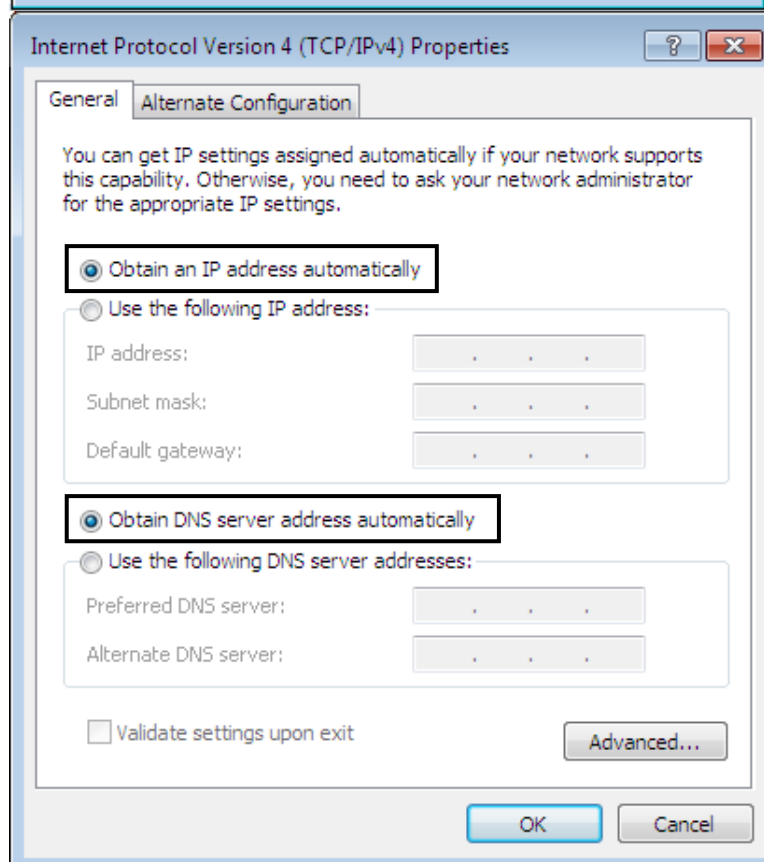 Internet Protocol Version 4 (TCP/IPv4) Properties
General
Alternate Configuration
You can get IP settings assigned automatically if your network supports
this capability. Otherwise, you need to ask your network administrator
for the appropriate IP settings.
Obtain an IP address automatically
Use the following IP address:
IP address:
Subnet mask:
Default gateway:
Obtain DNS server address automatically
Use the following DNS server addresses:
Preferred DNS server:
Alternate DNS server:
Validate settings upon exit
Advanced...
OK
Cancel